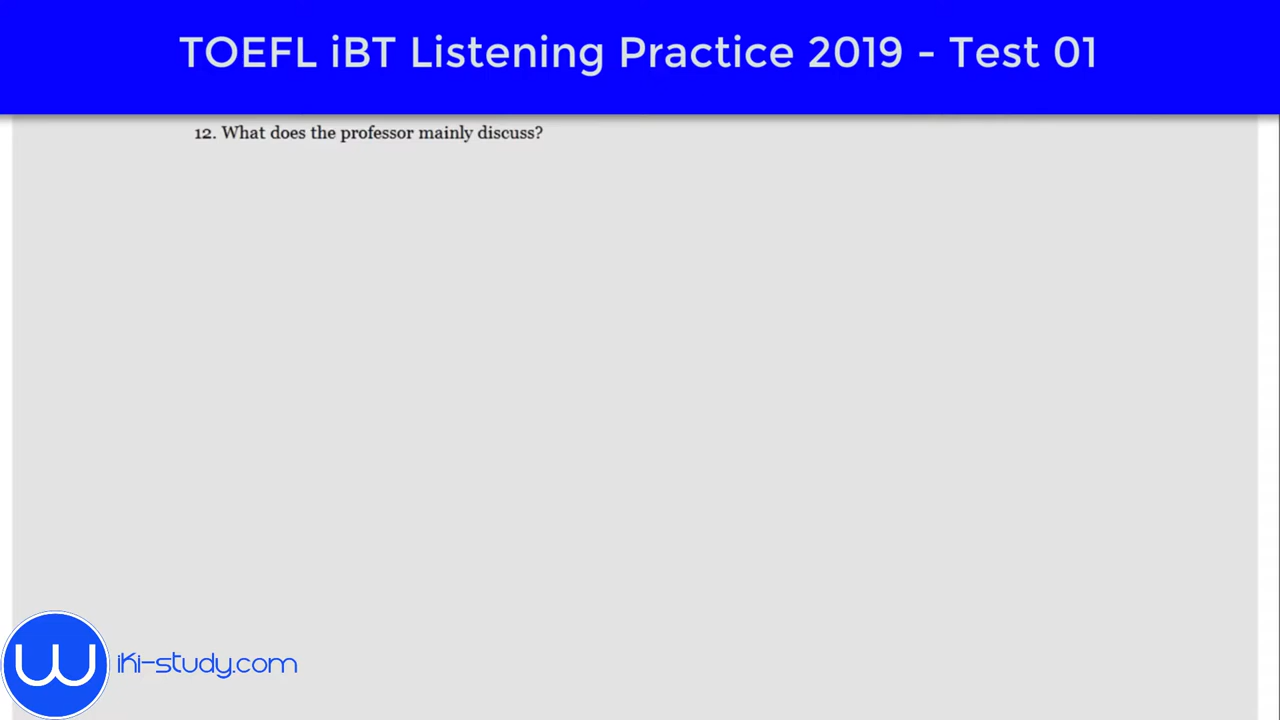 TOEFL iBT Listening Practice 2019 - Test 01
12. What does the professor mainly discuss?
W iki-study.com